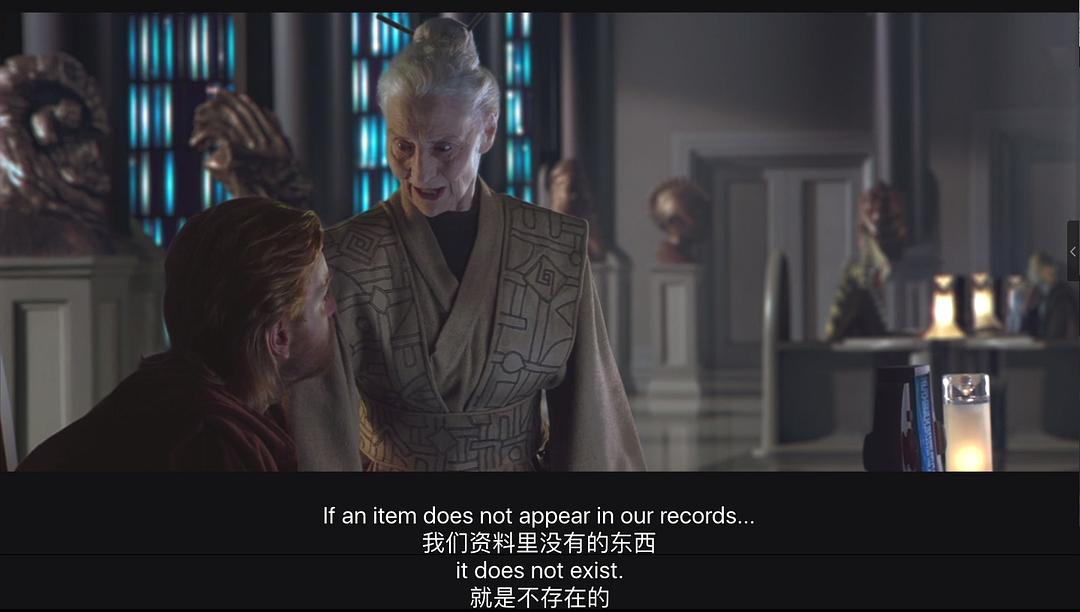 If an item does not appear in our records...
我们资料里没有的东西
it does not exist.
就是不存在的